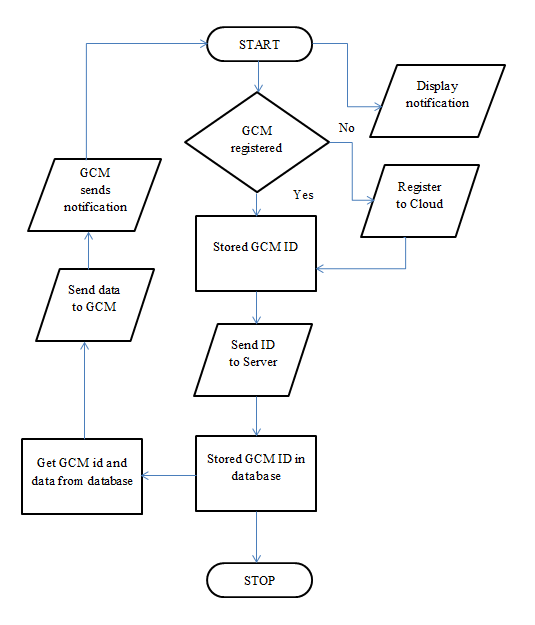 START
Display
notification
GCM
registered
No
GCM
sends
notification
Register
to Cloud
Yes
Stored GCM ID
Send data
to GCM
Send ID
to Server
Get GCM id and
data from database
Stored GCM ID in
database
STOP